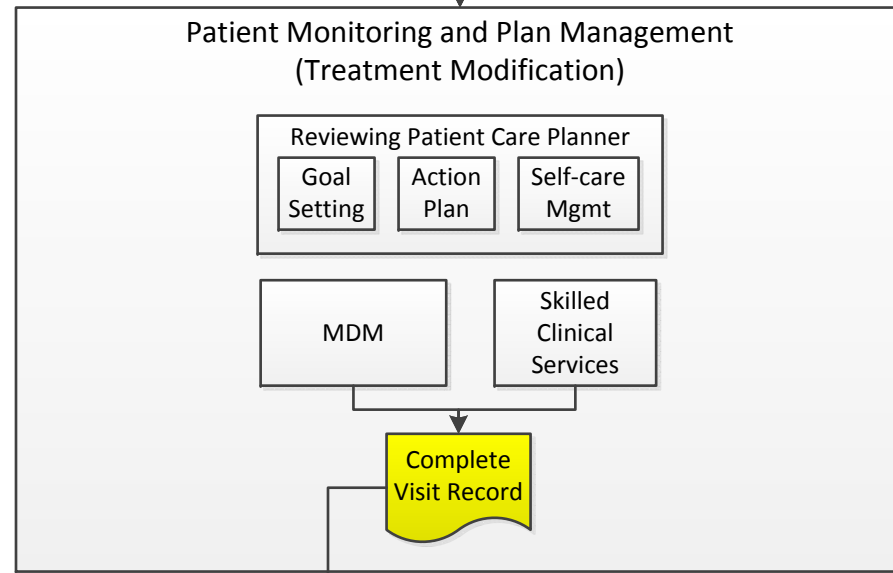 Patient Monitoring and Plan Management
(Treatment Modification)
Reviewing Patient Care Planner
Goal
Setting
Action
Plan
Self-care
Mgmt
MDM
Skilled
Clinical
Services
Complete
Visit Record